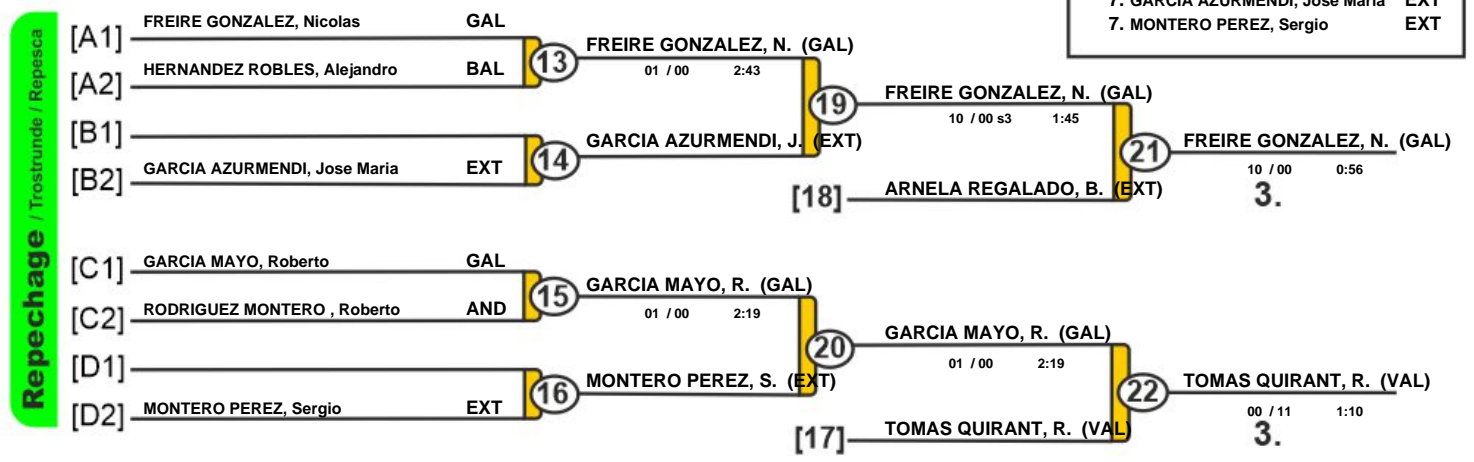 7. GARCIA AZURMENDI, Jose Maria EXT
7. MONTERO PEREZ, Sergio EXT
Repechage / Trostrunde / Repesca
[A1] FREIRE GONZALEZ, Nicolas GAL
[A2] HERNANDEZ ROBLES, Alejandro BAL
13
FREIRE GONZALEZ, N. (GAL)
01 / 00 2:43
[B1]
[B2] GARCIA AZURMENDI, Jose Maria EXT
14
GARCIA AZURMENDI, J. (EXT)
19
FREIRE GONZALEZ, N. (GAL)
10 / 00 s3 1:45
[18] ARNELA REGALADO, B. (EXT)
21
FREIRE GONZALEZ, N. (GAL)
10 / 00 0:56
3.
[C1] GARCIA MAYO, Roberto GAL
[C2] RODRIGUEZ MONTERO , Roberto AND
15
GARCIA MAYO, R. (GAL)
01 / 00 2:19
[D1]
[D2] MONTERO PEREZ, Sergio EXT
16
MONTERO PEREZ, S. (EXT)
20
GARCIA MAYO, R. (GAL)
01 / 00 2:19
[17] TOMAS QUIRANT, R. (VAL)
22
TOMAS QUIRANT, R. (VAL)
00 / 11 1:10
3.